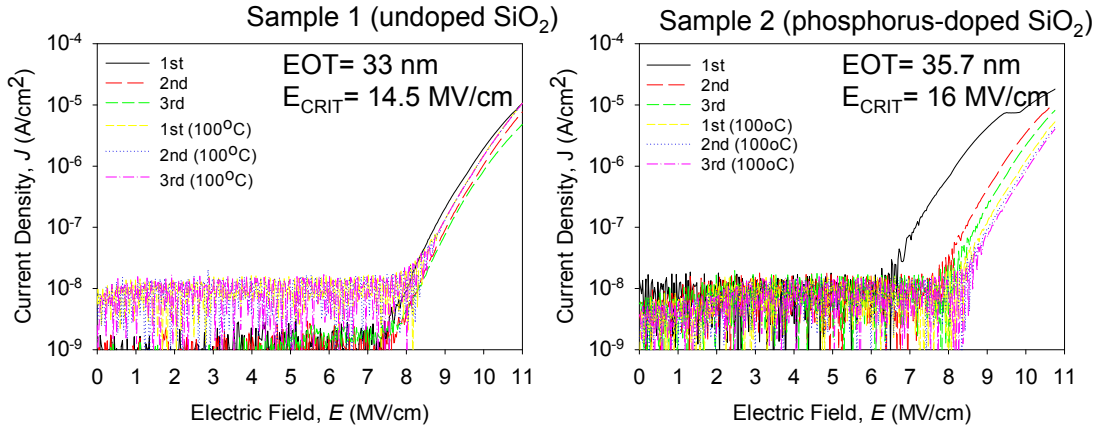 Sample 1 (undoped SiO₂)
10⁻⁴
10⁻⁵
10⁻⁶
10⁻⁷
10⁻⁸
10⁻⁹
Current Density, J (A/cm²)
1st
2nd
3rd
1st (100⁰C)
2nd (100⁰C)
3rd (100⁰C)
EOT= 33 nm
E_CRIT= 14.5 MV/cm
0 1 2 3 4 5 6 7 8 9 10 11
Electric Field, E (MV/cm)
Sample 2 (phosphorus-doped SiO₂)
10⁻⁴
10⁻⁵
10⁻⁶
10⁻⁷
10⁻⁸
10⁻⁹
Current Density, J (A/cm²)
1st
2nd
3rd
1st (100oC)
2nd (100oC)
3rd (100oC)
EOT= 35.7 nm
E_CRIT= 16 MV/cm
0 1 2 3 4 5 6 7 8 9 10 11
Electric Field, E (MV/cm)